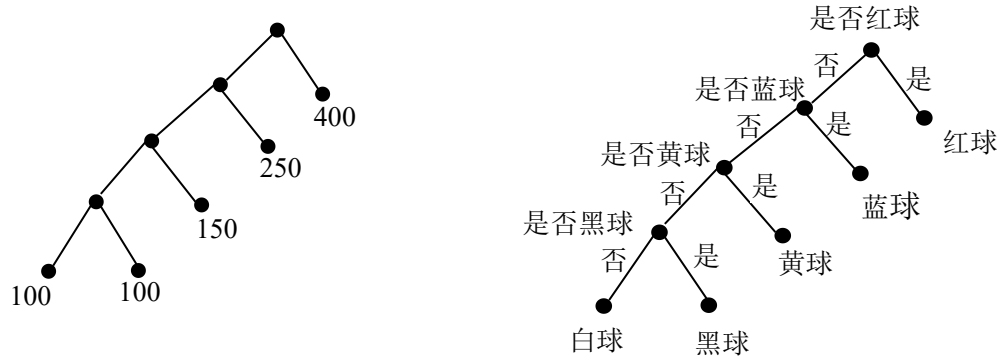 400
250
150
100
100
是否红球
否
是
是否蓝球
红球
否
是
是否黄球
蓝球
否
是
是否黑球
黄球
否
是
白球
黑球